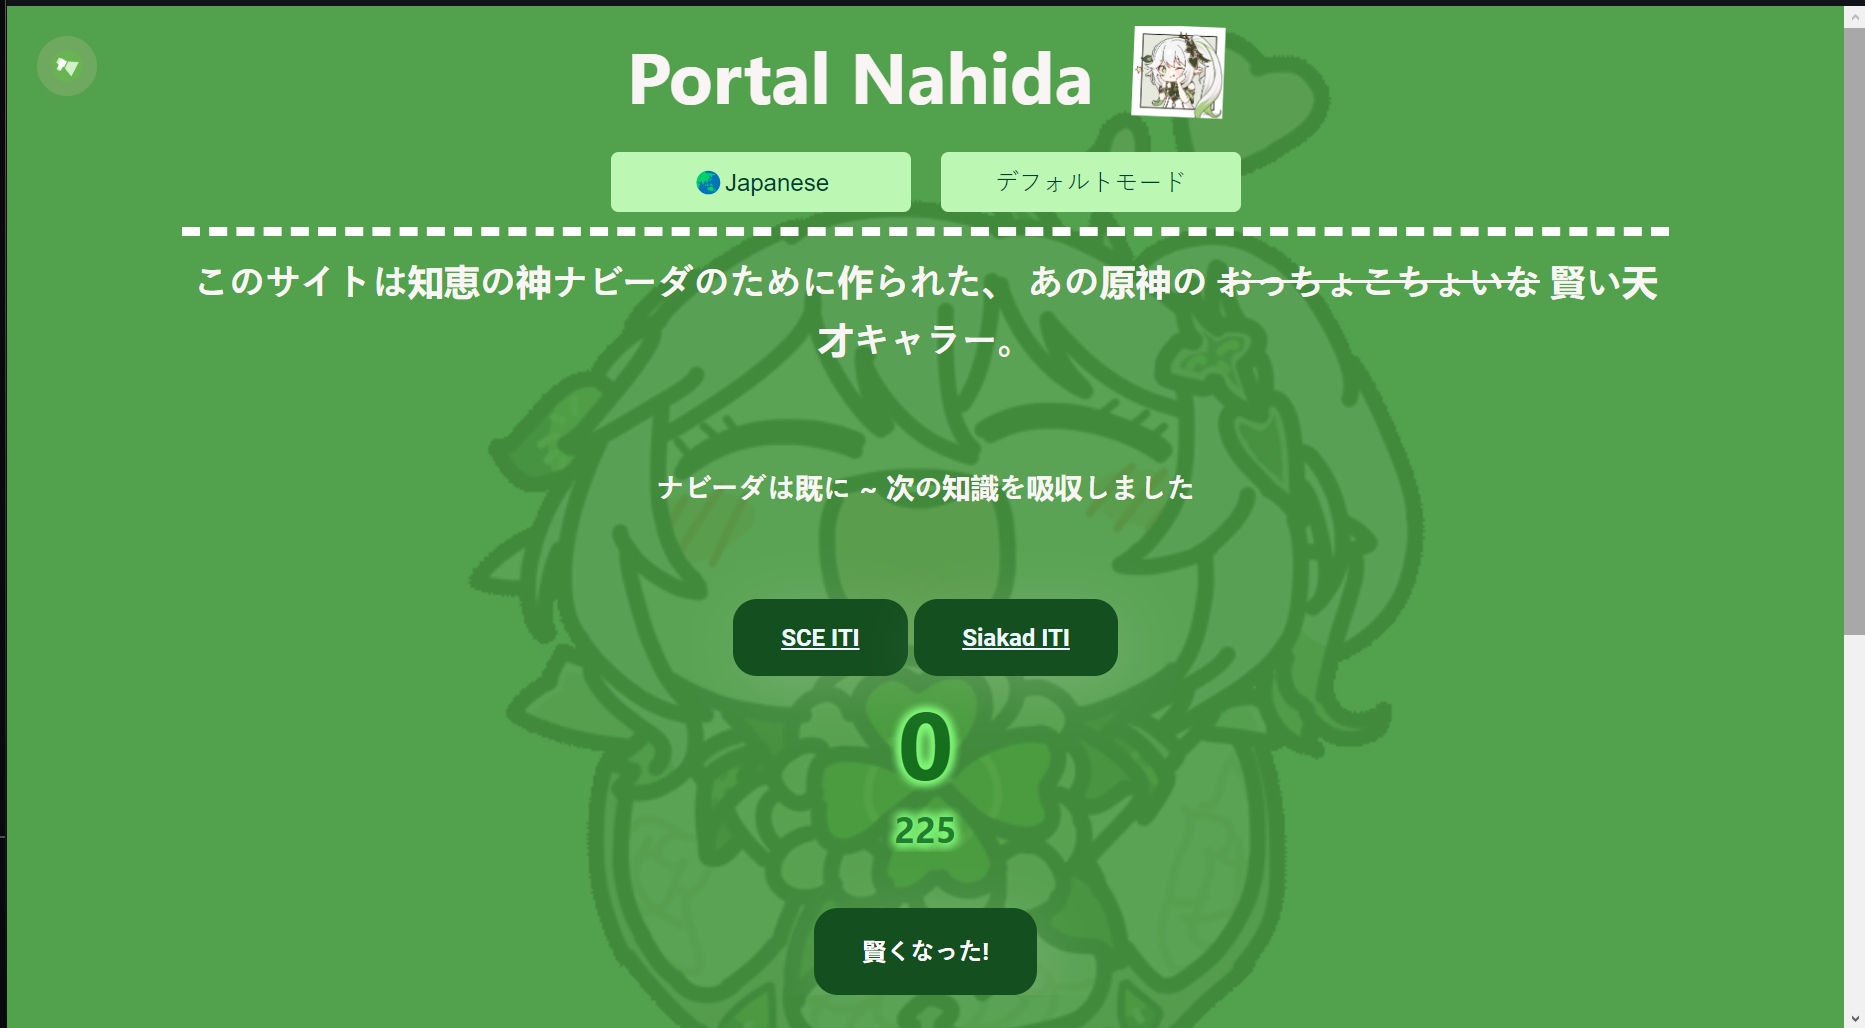 Portal Nahida
🌏 Japanese
デフォルトモード
このサイトは知恵の神ナビーダのために作られた、 あの原神の おっちょこちょいな 賢い天
才キャラー。
ナビーダは既に ~ 次の知識を吸収しました
SCE ITI
Siakad ITI
0
225
賢くなった!